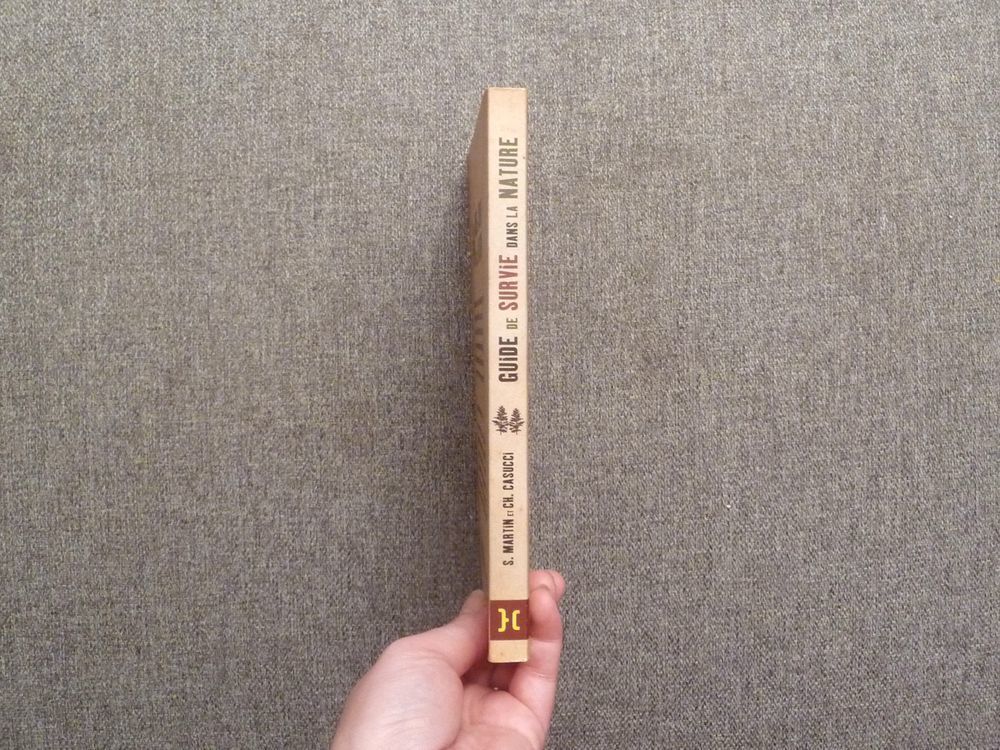 S. MARTIN ET CH. CASUCCI GUIDE DE SURVIE DANS LA NATURE